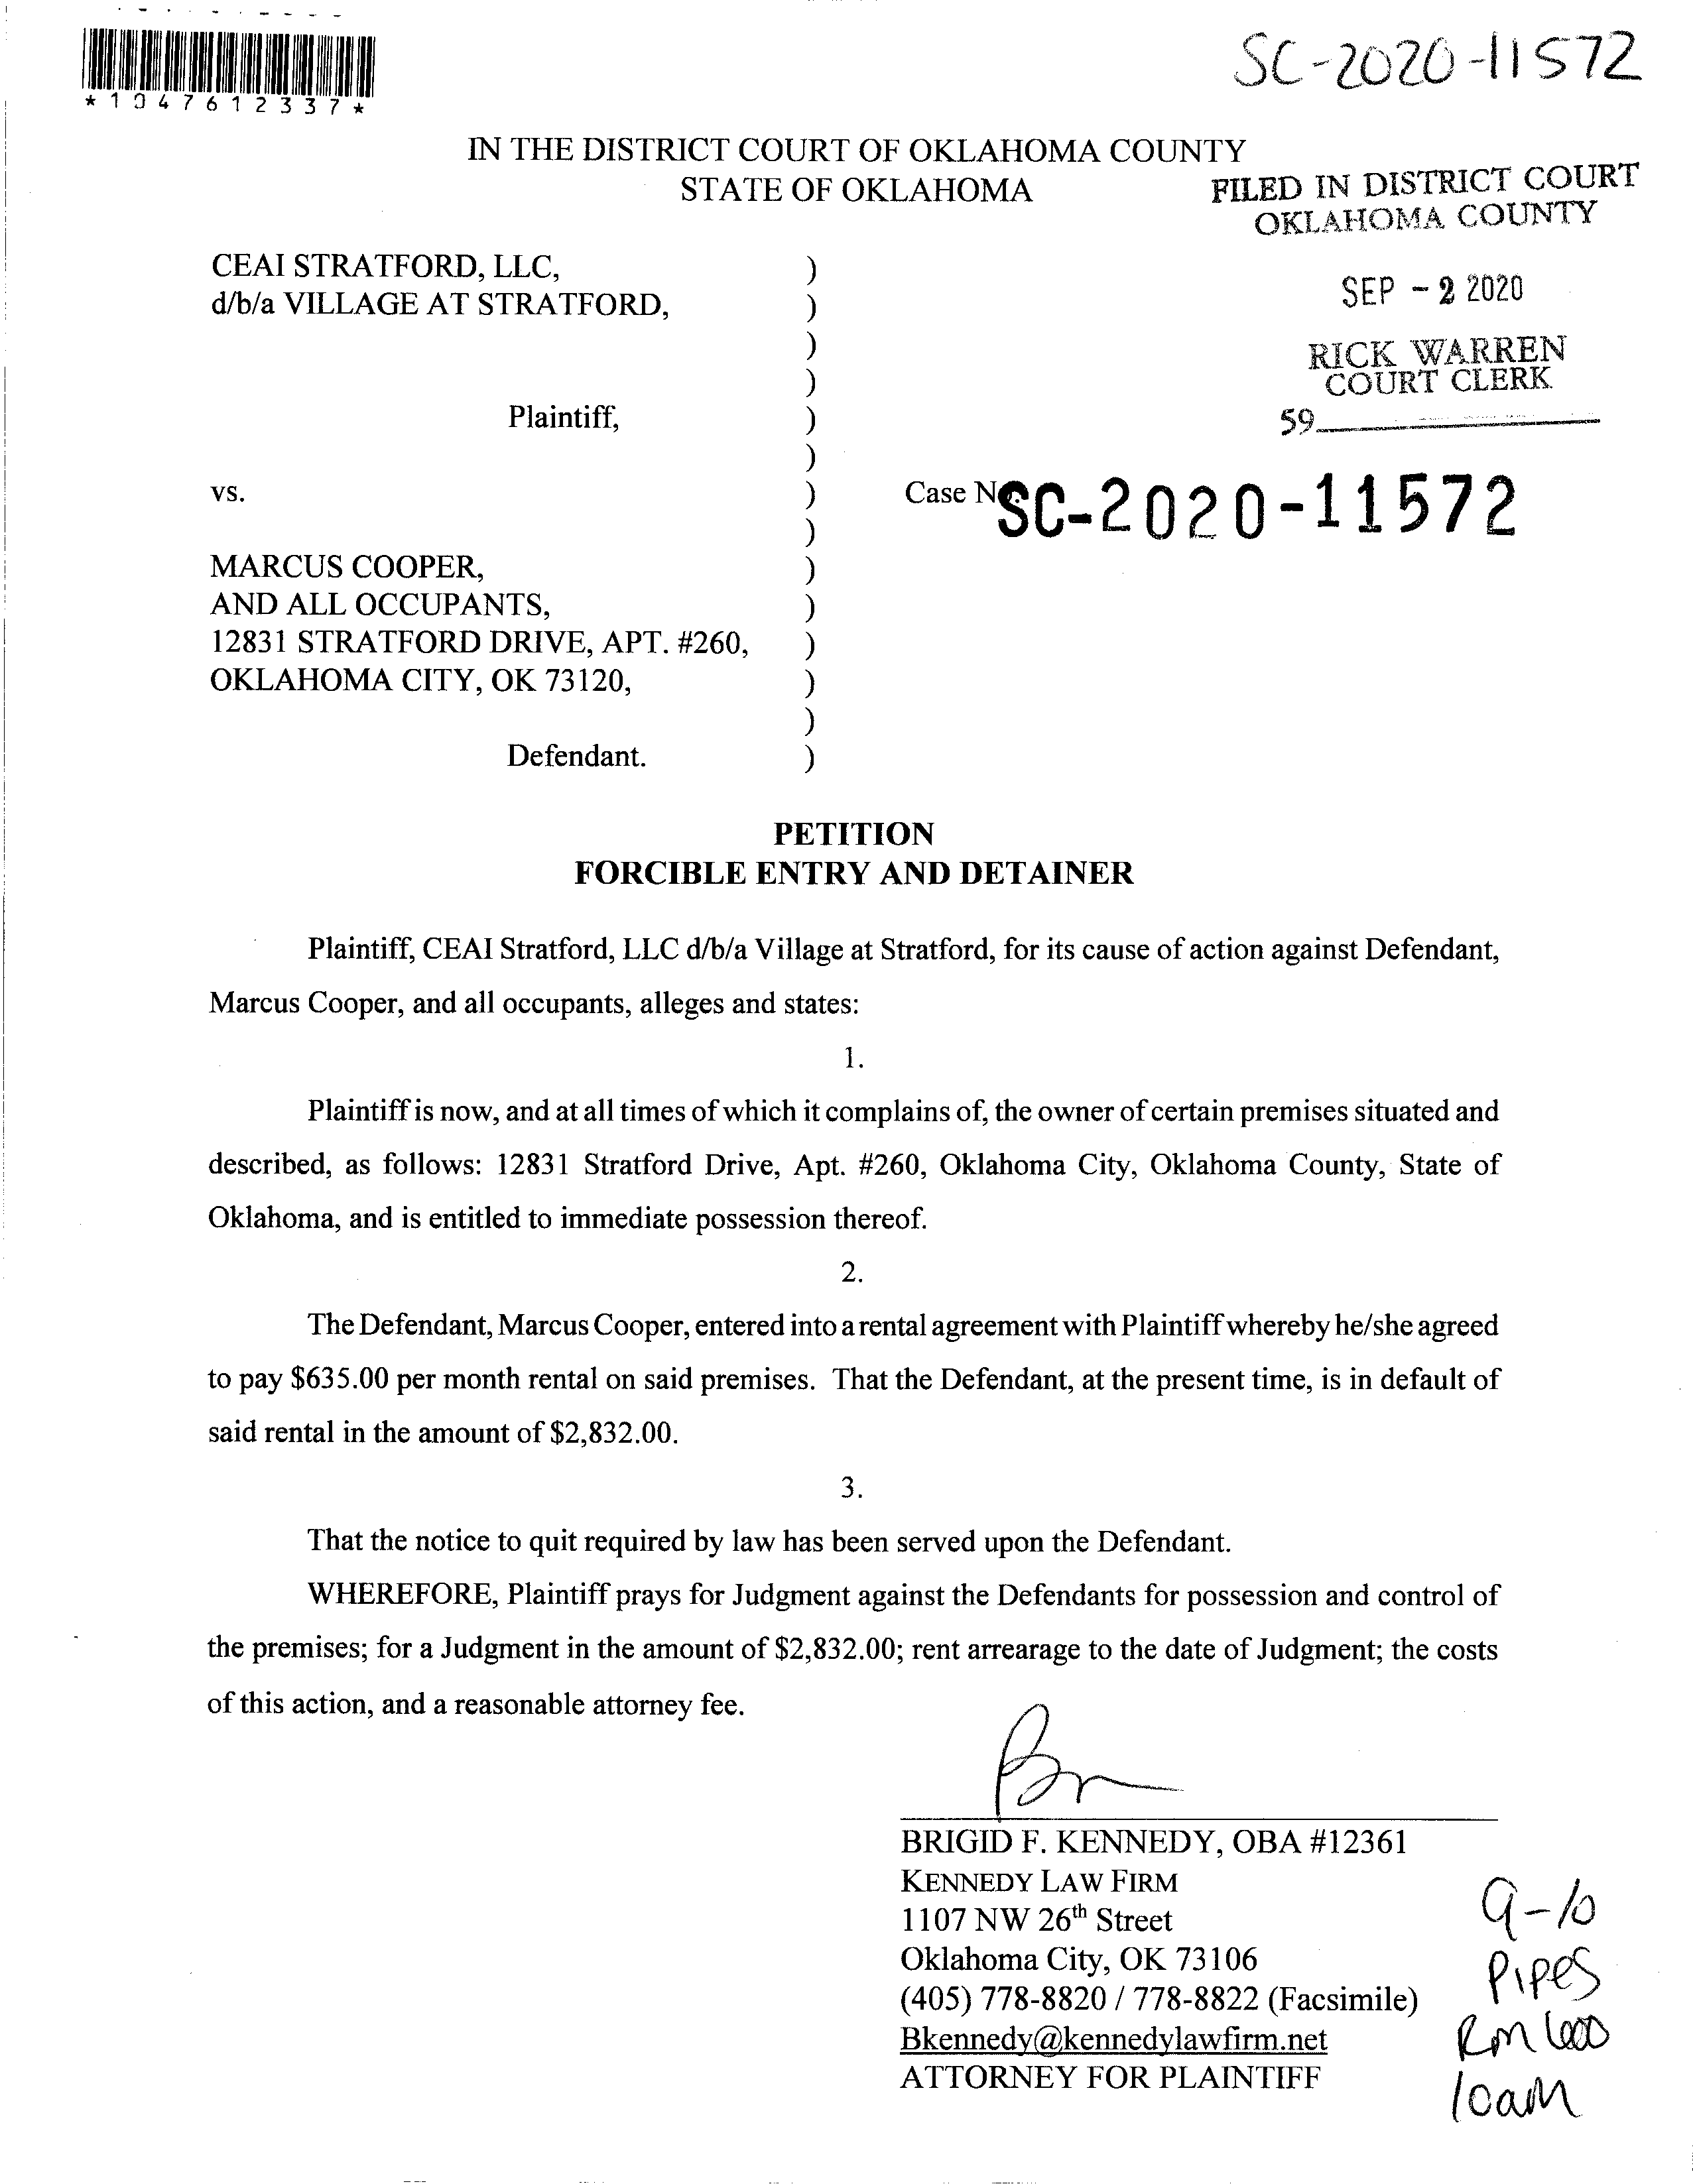 SC-2020-11572
*1047612337*
IN THE DISTRICT COURT OF OKLAHOMA COUNTY
STATE OF OKLAHOMA
FILED IN DISTRICT COURT
OKLAHOMA COUNTY
SEP - 2 2020
RICK WARREN
COURT CLERK
59
CEAI STRATFORD, LLC, )
d/b/a VILLAGE AT STRATFORD, )
)
)
Plaintiff, )
)
vs. ) Case No. SC-2020-11572
)
MARCUS COOPER, )
AND ALL OCCUPANTS, )
12831 STRATFORD DRIVE, APT. #260, )
OKLAHOMA CITY, OK 73120, )
)
Defendant. )
PETITION
FORCIBLE ENTRY AND DETAINER
Plaintiff, CEAI Stratford, LLC d/b/a Village at Stratford, for its cause of action against Defendant,
Marcus Cooper, and all occupants, alleges and states:
1.
Plaintiff is now, and at all times of which it complains of, the owner of certain premises situated and
described, as follows: 12831 Stratford Drive, Apt. #260, Oklahoma City, Oklahoma County, State of
Oklahoma, and is entitled to immediate possession thereof.
2.
The Defendant, Marcus Cooper, entered into a rental agreement with Plaintiff whereby he/she agreed
to pay $635.00 per month rental on said premises. That the Defendant, at the present time, is in default of
said rental in the amount of $2,832.00.
3.
That the notice to quit required by law has been served upon the Defendant.
WHEREFORE, Plaintiff prays for Judgment against the Defendants for possession and control of
the premises; for a Judgment in the amount of $2,832.00; rent arrearage to the date of Judgment; the costs
of this action, and a reasonable attorney fee.
BRIGID F. KENNEDY, OBA #12361
KENNEDY LAW FIRM
1107 NW 26th Street
Oklahoma City, OK 73106
(405) 778-8820 / 778-8822 (Facsimile)
Bkennedy@kennedylawfirm.net
ATTORNEY FOR PLAINTIFF
9-10
Pipes
Rm 600
10am